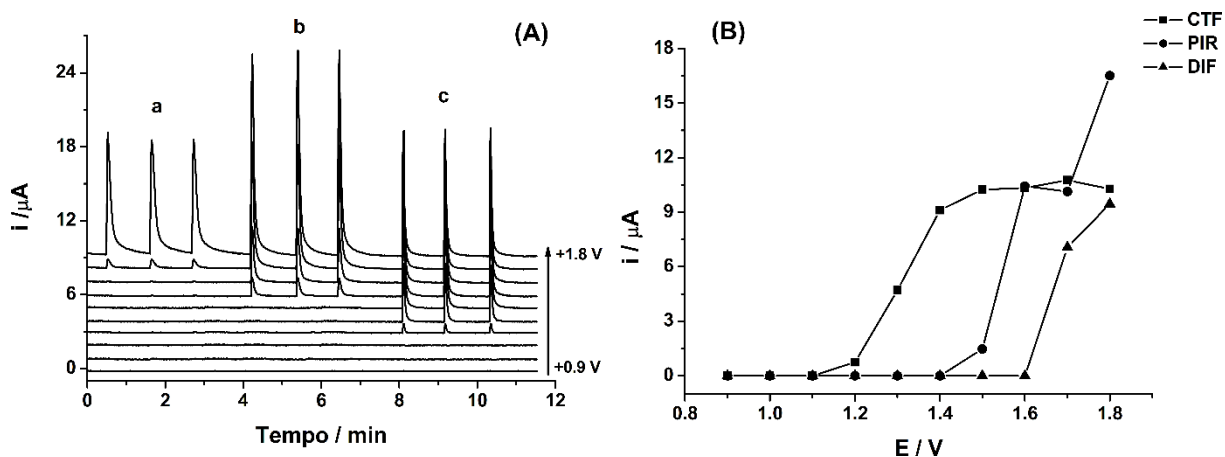 (A)
a
b
c
24
18
12
6
0
i /µA
+1.8 V
+0.9 V
0 2 4 6 8 10 12
Tempo / min
(B)
CTF
PIR
DIF
18
15
12
9
6
3
0
i / µA
0.8 1.0 1.2 1.4 1.6 1.8
E / V